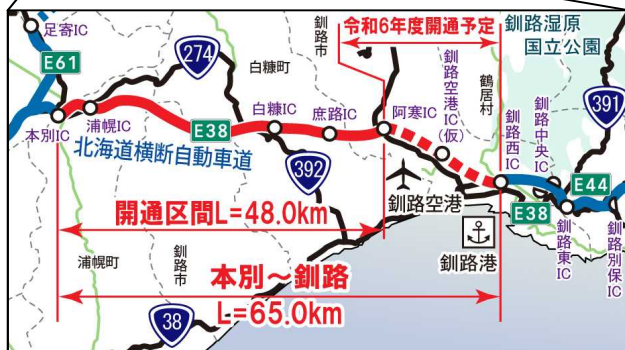 令和6年度開通予定
釧路湿原
国立公園
足寄IC
E61
274
白糠町
釧路市
釧路空港IC(仮)
鶴居村
釧路西IC
釧路中央IC
391
本別IC
浦幌IC
E38
白糠IC
庶路IC
阿寒IC
北海道横断自動車道
392
E44
E38
開通区間L=48.0km
釧路空港
釧路港
釧路東IC
釧路別保IC
浦幌町
釧路市
本別～釧路
L=65.0km
38